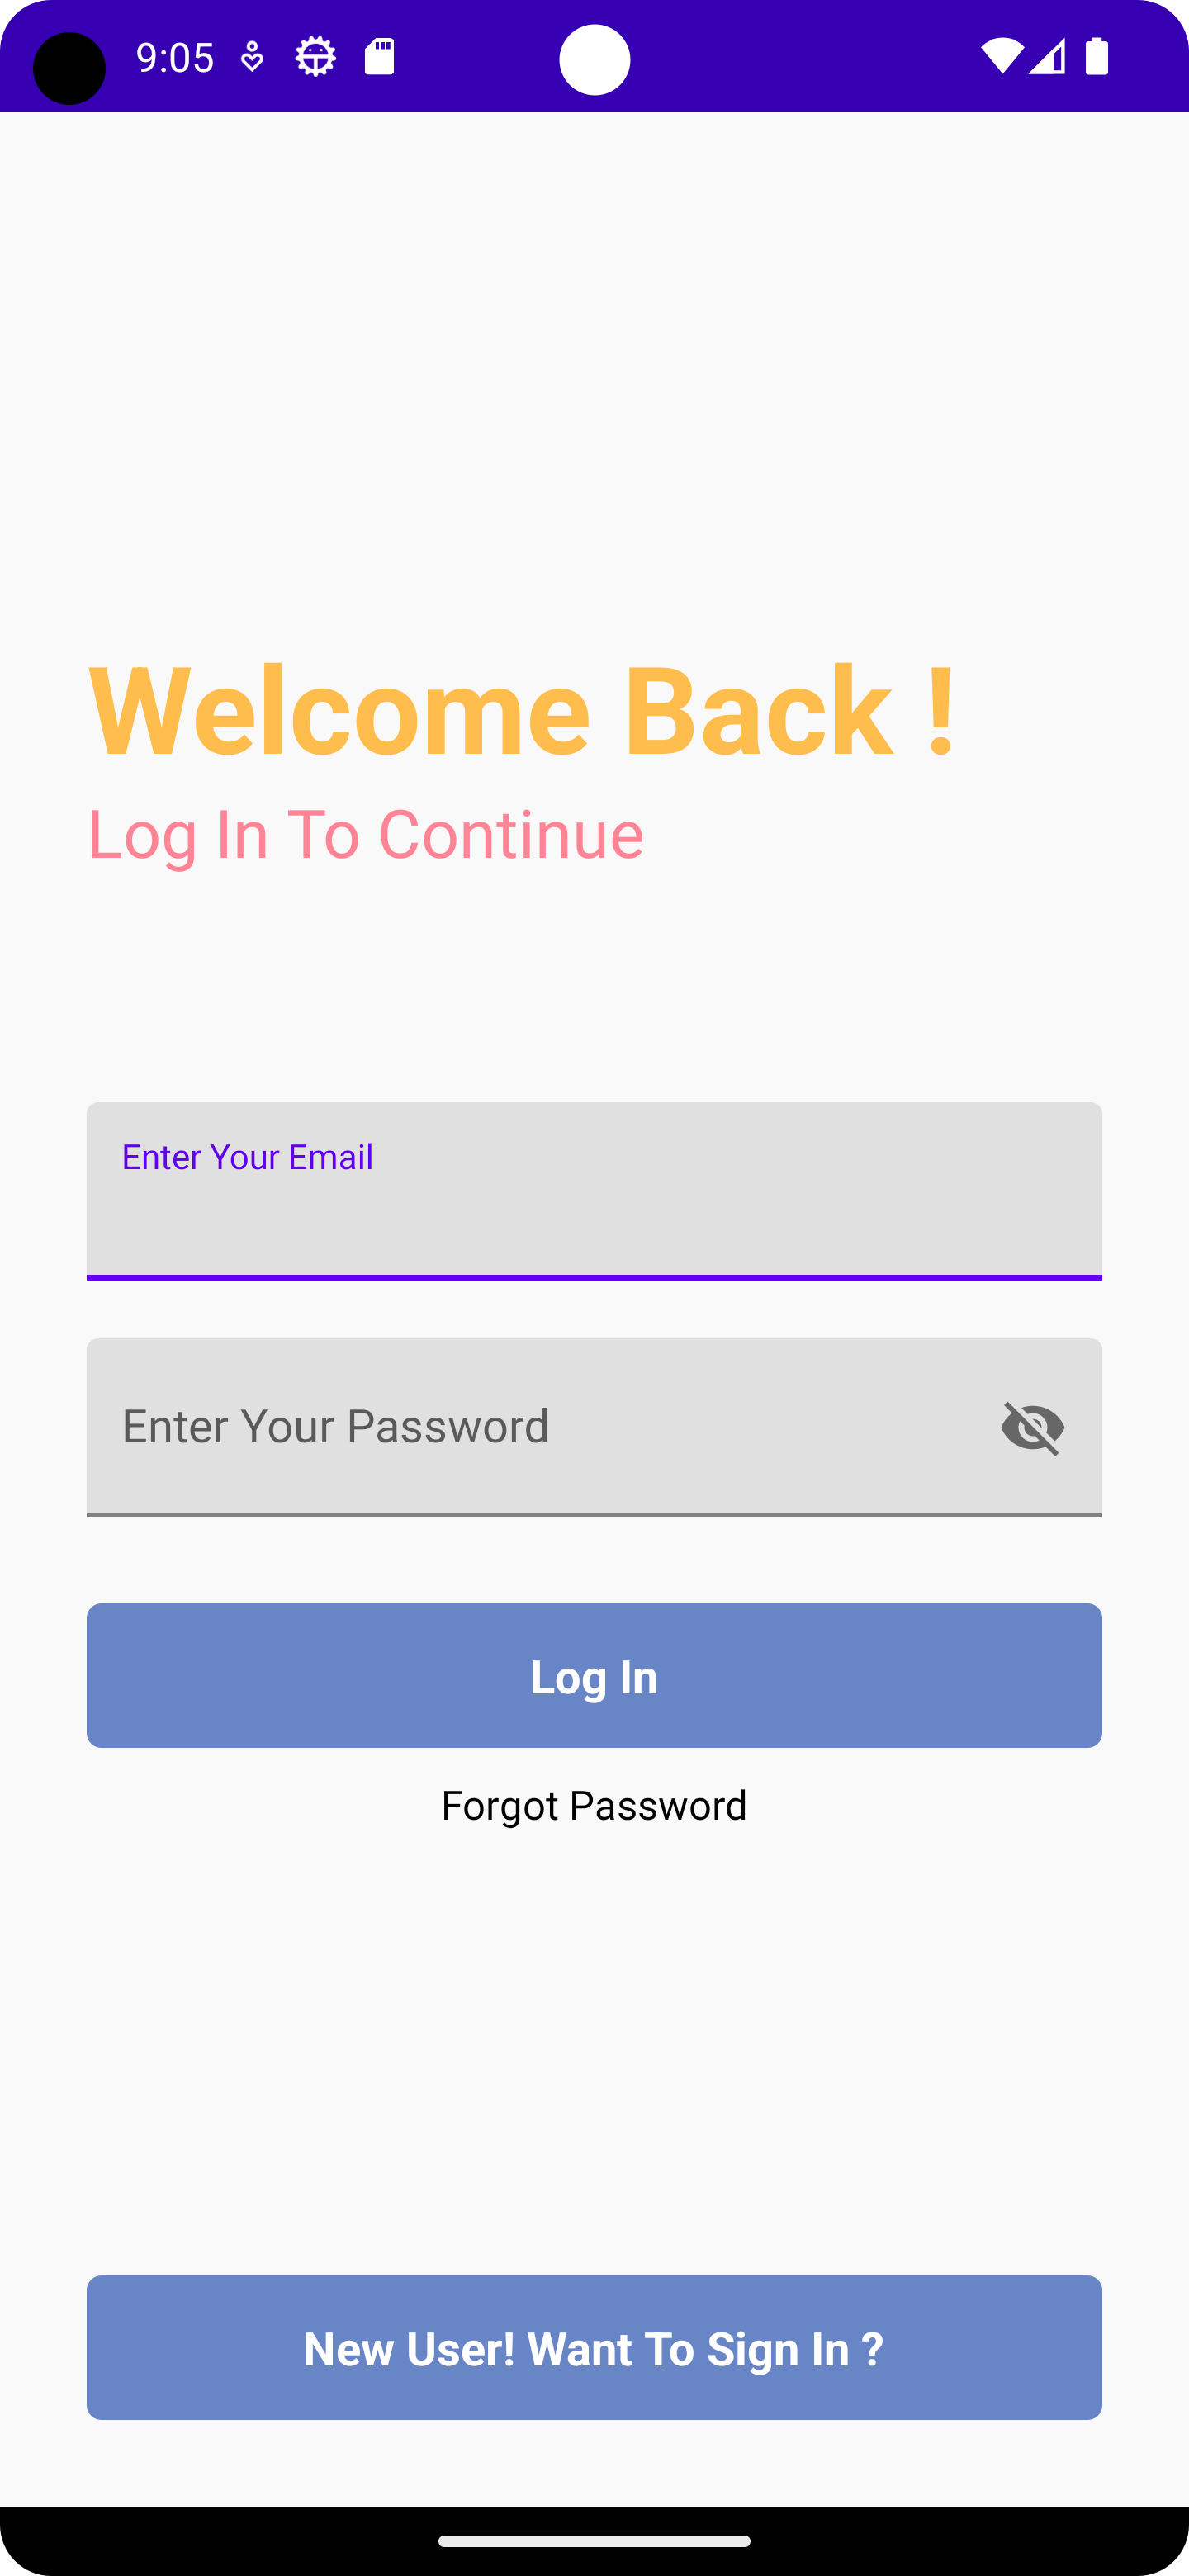 9:05
Welcome Back !
Log In To Continue
Enter Your Email
Enter Your Password
Log In
Forgot Password
New User! Want To Sign In ?